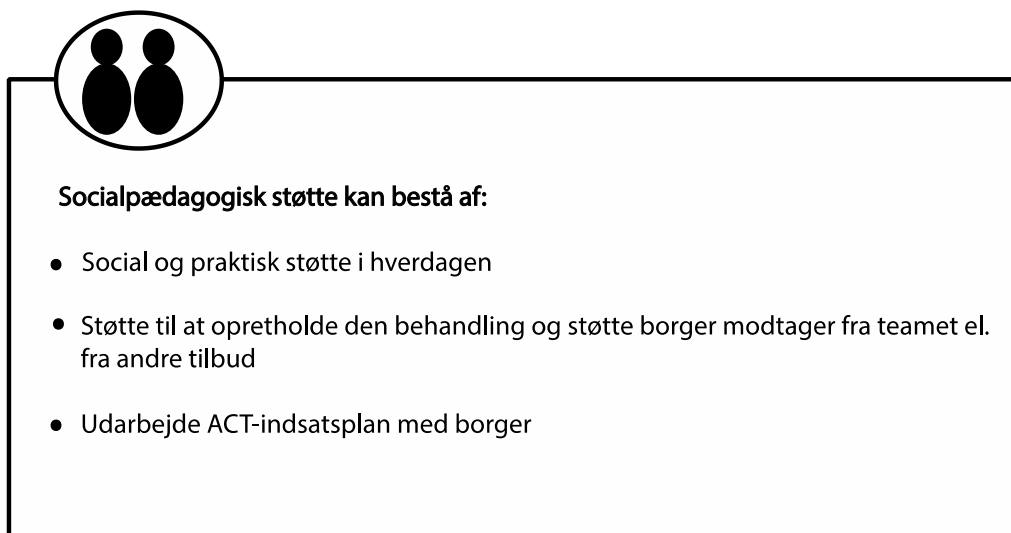 Socialpædagogisk støtte kan bestå af:
• Social og praktisk støtte i hverdagen
• Støtte til at opretholde den behandling og støtte borger modtager fra teamet el.
fra andre tilbud
• Udarbejde ACT-indsatsplan med borger